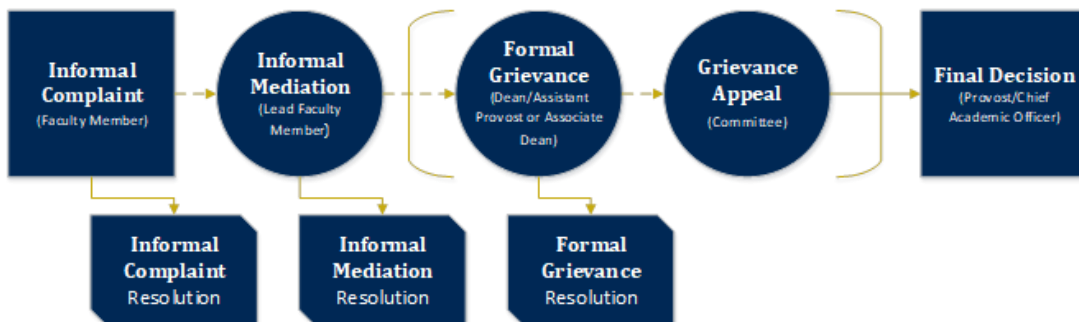 Informal
Complaint
(Faculty Member)
Informal
Mediation
(Lead Faculty
Member)
Formal
Grievance
(Dean/Assistant
Provost or Associate
Dean)
Grievance
Appeal
(Committee)
Final Decision
(Provost/Chief
Academic Officer)
Informal
Complaint
Resolution
Informal
Mediation
Resolution
Formal
Grievance
Resolution